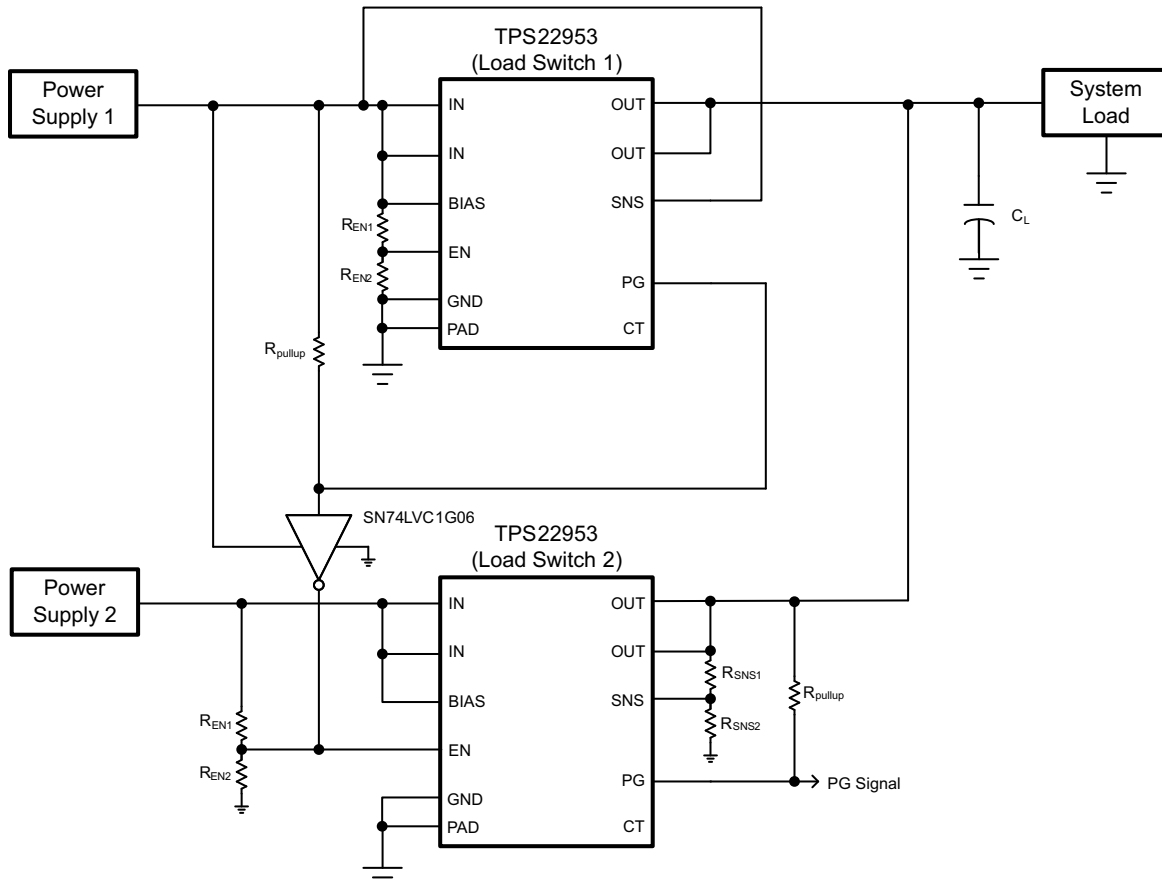 TPS22953
(Load Switch 1)
Power
Supply 1
System
Load
IN
OUT
IN
OUT
BIAS
SNS
REN1
EN
REN2
PG
GND
PAD
CT
CL
Rpullup
SN74LVC1G06
TPS22953
(Load Switch 2)
Power
Supply 2
IN
OUT
IN
OUT
RSNS1
BIAS
SNS
Rpullup
REN1
RSNS2
EN
REN2
PG
PG Signal
GND
PAD
CT